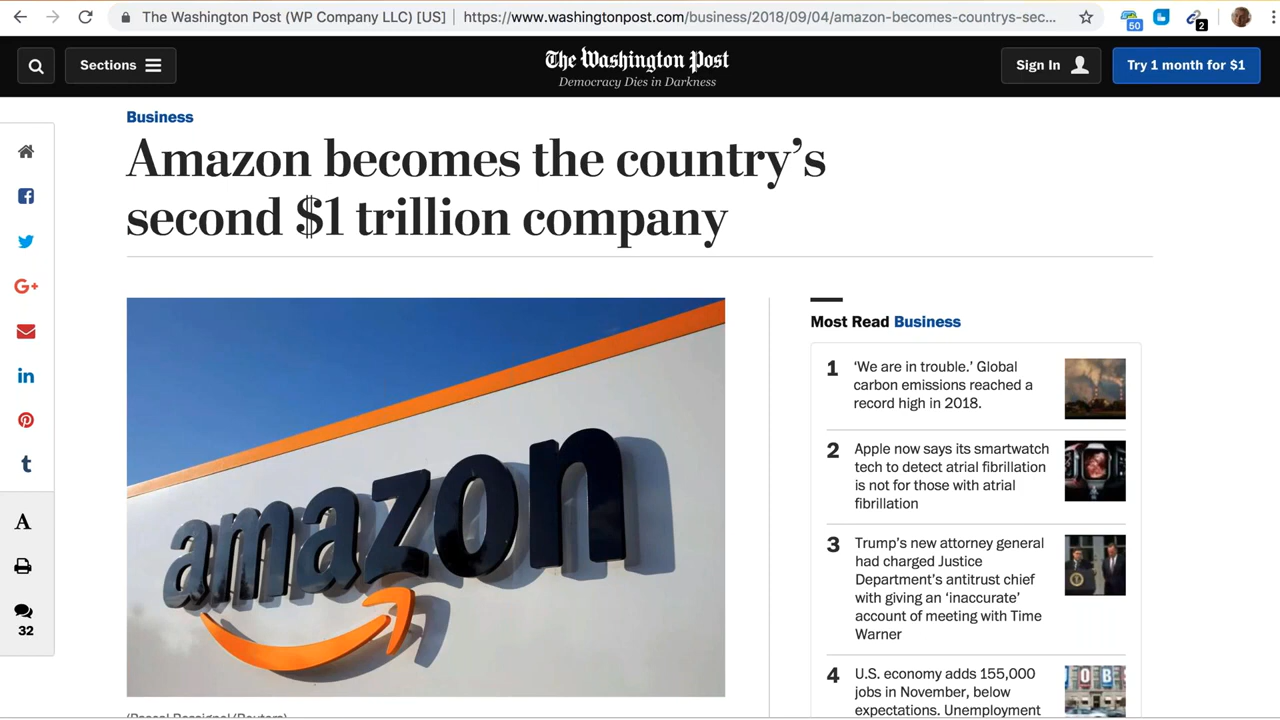 The Washington Post (WP Company LLC) [US]
https://www.washingtonpost.com/business/2018/09/04/amazon-becomes-countrys-sec...
50
2
Sections
The Washington Post
Democracy Dies in Darkness
Sign In
Try 1 month for $1
Business
Amazon becomes the country’s
second $1 trillion company
G+
in
t
A
32
amazon
Most Read Business
1
‘We are in trouble.’ Global
carbon emissions reached a
record high in 2018.
2
Apple now says its smartwatch
tech to detect atrial fibrillation
is not for those with atrial
fibrillation
3
Trump’s new attorney general
had charged Justice
Department’s antitrust chief
with giving an ‘inaccurate’
account of meeting with Time
Warner
4
U.S. economy adds 155,000
jobs in November, below
expectations. Unemployment